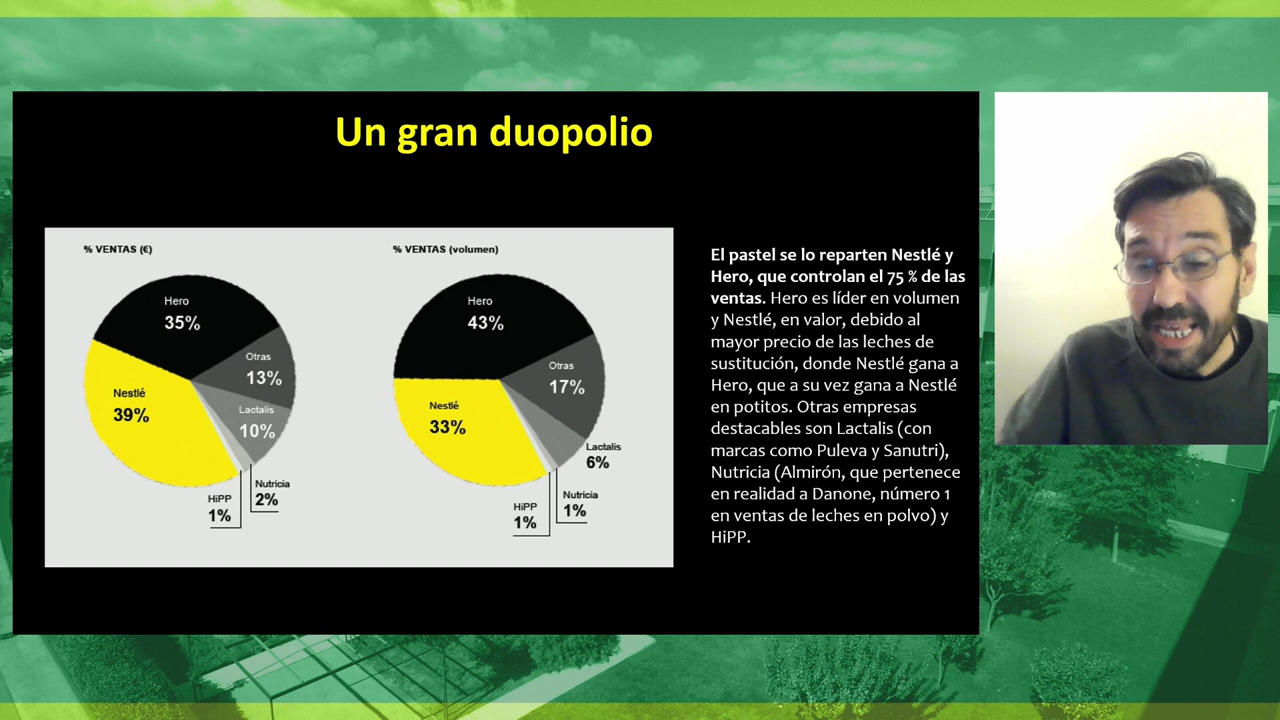 Un gran duopolio
% VENTAS (€)
Hero
35%
Otras
13%
Lactalis
10%
Nestlé
39%
HiPP
1%
Nutricia
2%
% VENTAS (volumen)
Hero
43%
Otras
17%
Nestlé
33%
Lactalis
6%
HiPP
1%
Nutricia
1%
El pastel se lo reparten Nestlé y
Hero, que controlan el 75 % de las
ventas. Hero es líder en volumen
y Nestlé, en valor, debido al
mayor precio de las leches de
sustitución, donde Nestlé gana a
Hero, que a su vez gana a Nestlé
en potitos. Otras empresas
destacables son Lactalis (con
marcas como Puleva y Sanutri),
Nutricia (Almirón, que pertenece
en realidad a Danone, número 1
en ventas de leches en polvo) y
HiPP.